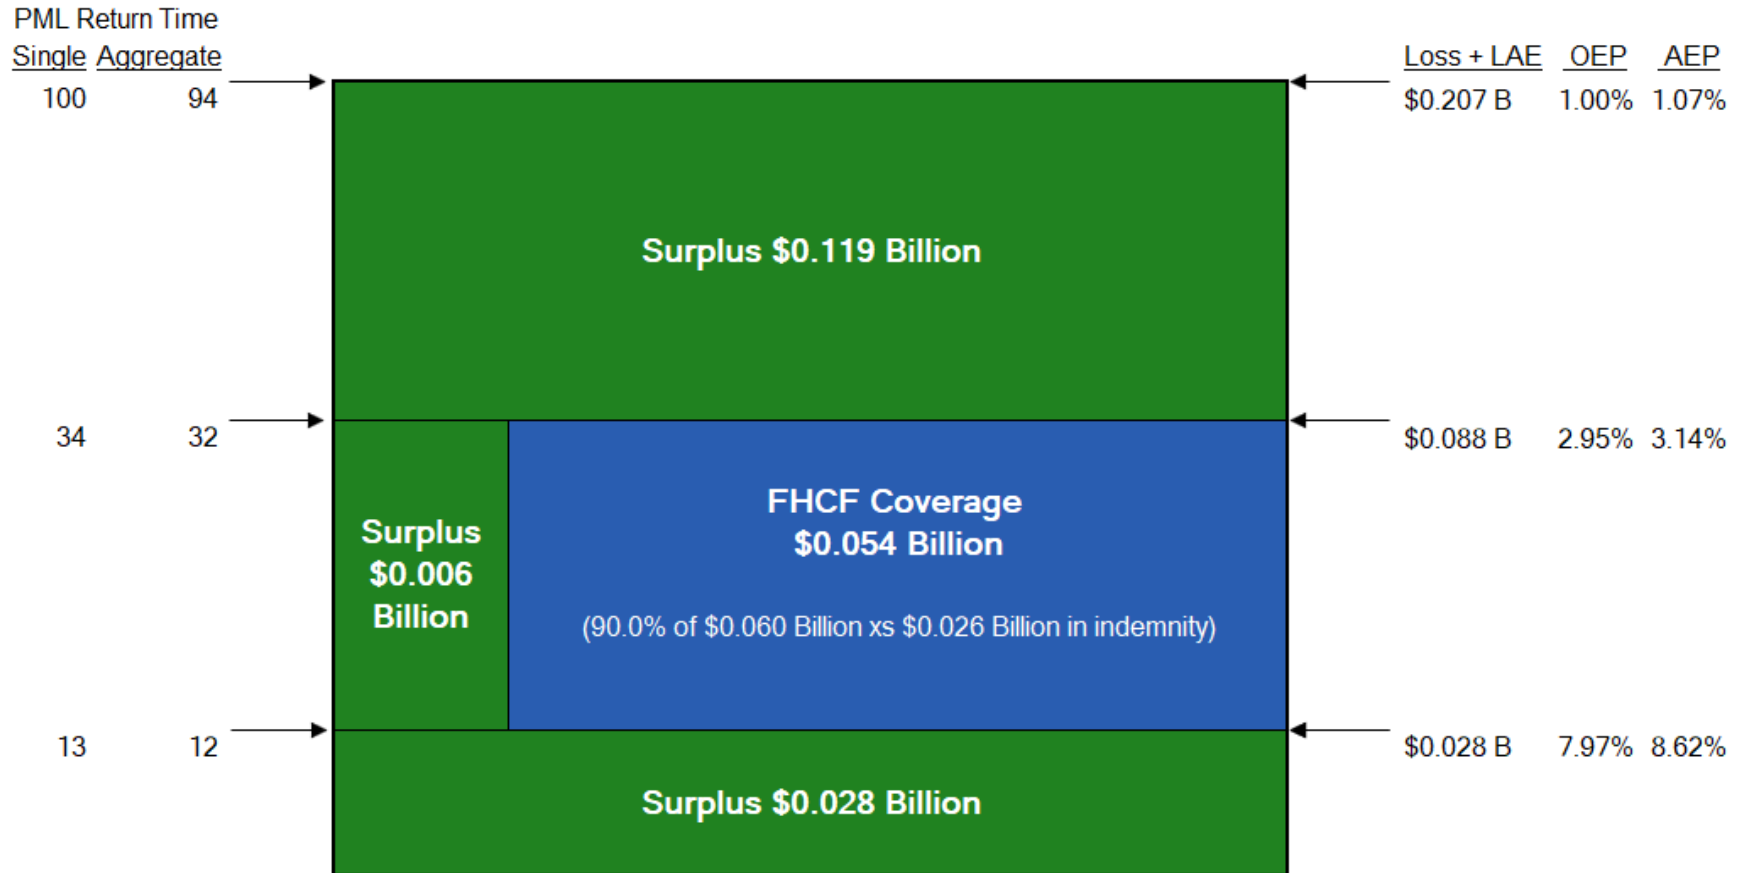 PML Return Time
Single Aggregate
Loss + LAE OEP AEP
100 94
$0.207 B 1.00% 1.07%
Surplus $0.119 Billion
34 32
$0.088 B 2.95% 3.14%
Surplus
$0.006
Billion
FHCF Coverage
$0.054 Billion
(90.0% of $0.060 Billion xs $0.026 Billion in indemnity)
13 12
$0.028 B 7.97% 8.62%
Surplus $0.028 Billion